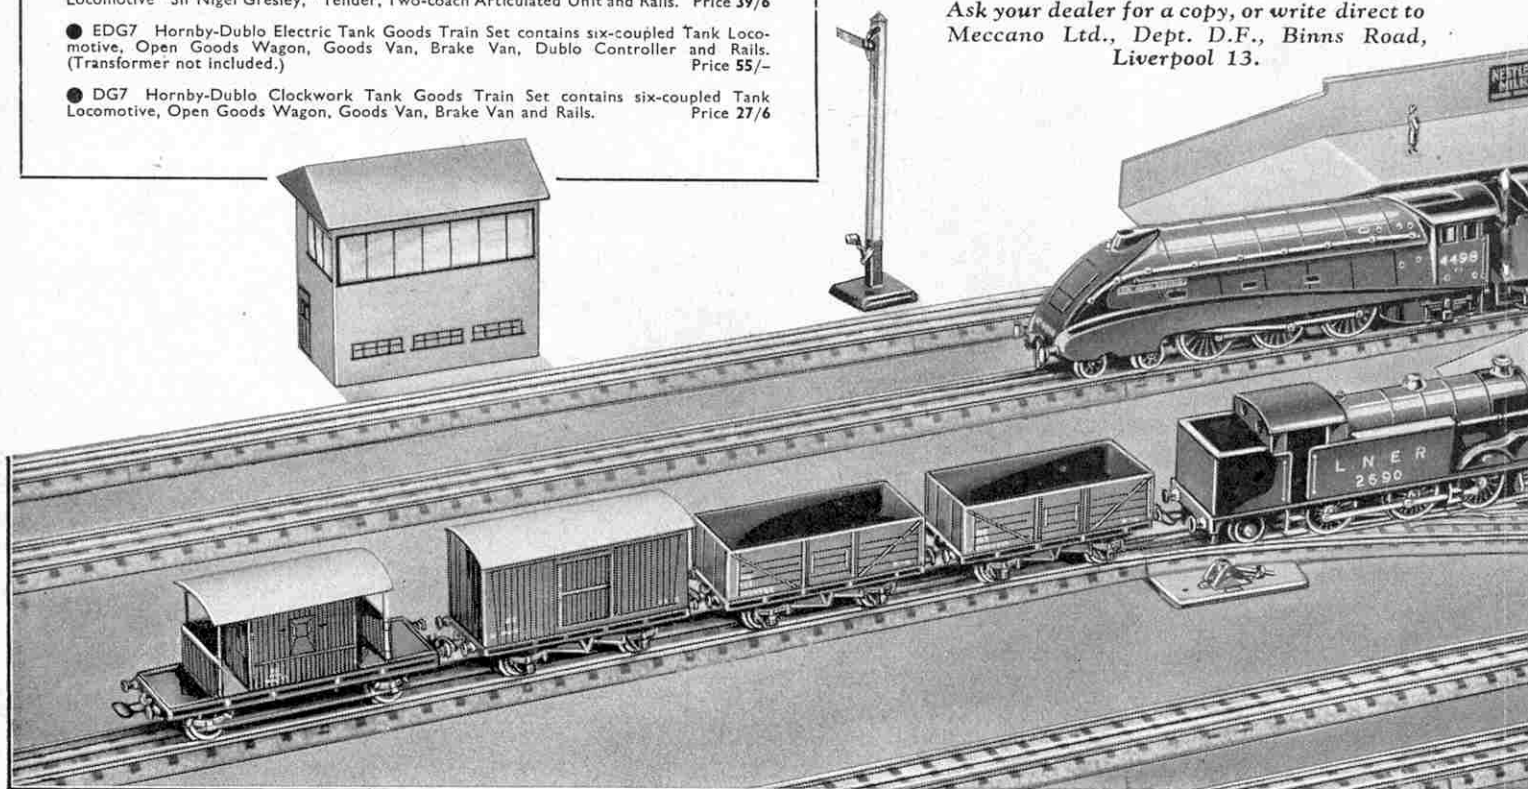 Locomotive "Sir Nigel Gresley," Tender, Two-coach Articulated Unit and Rails. Price 39/6
● EDG7 Hornby-Dublo Electric Tank Goods Train Set contains six-coupled Tank Loco-
motive, Open Goods Wagon, Goods Van, Brake Van, Dublo Controller and Rails.
(Transformer not included.) Price 55/–
● DG7 Hornby-Dublo Clockwork Tank Goods Train Set contains six-coupled Tank
Locomotive, Open Goods Wagon, Goods Van, Brake Van and Rails. Price 27/6
Ask your dealer for a copy, or write direct to
Meccano Ltd., Dept. D.F., Binns Road,
Liverpool 13.
4498
L N E R
2690